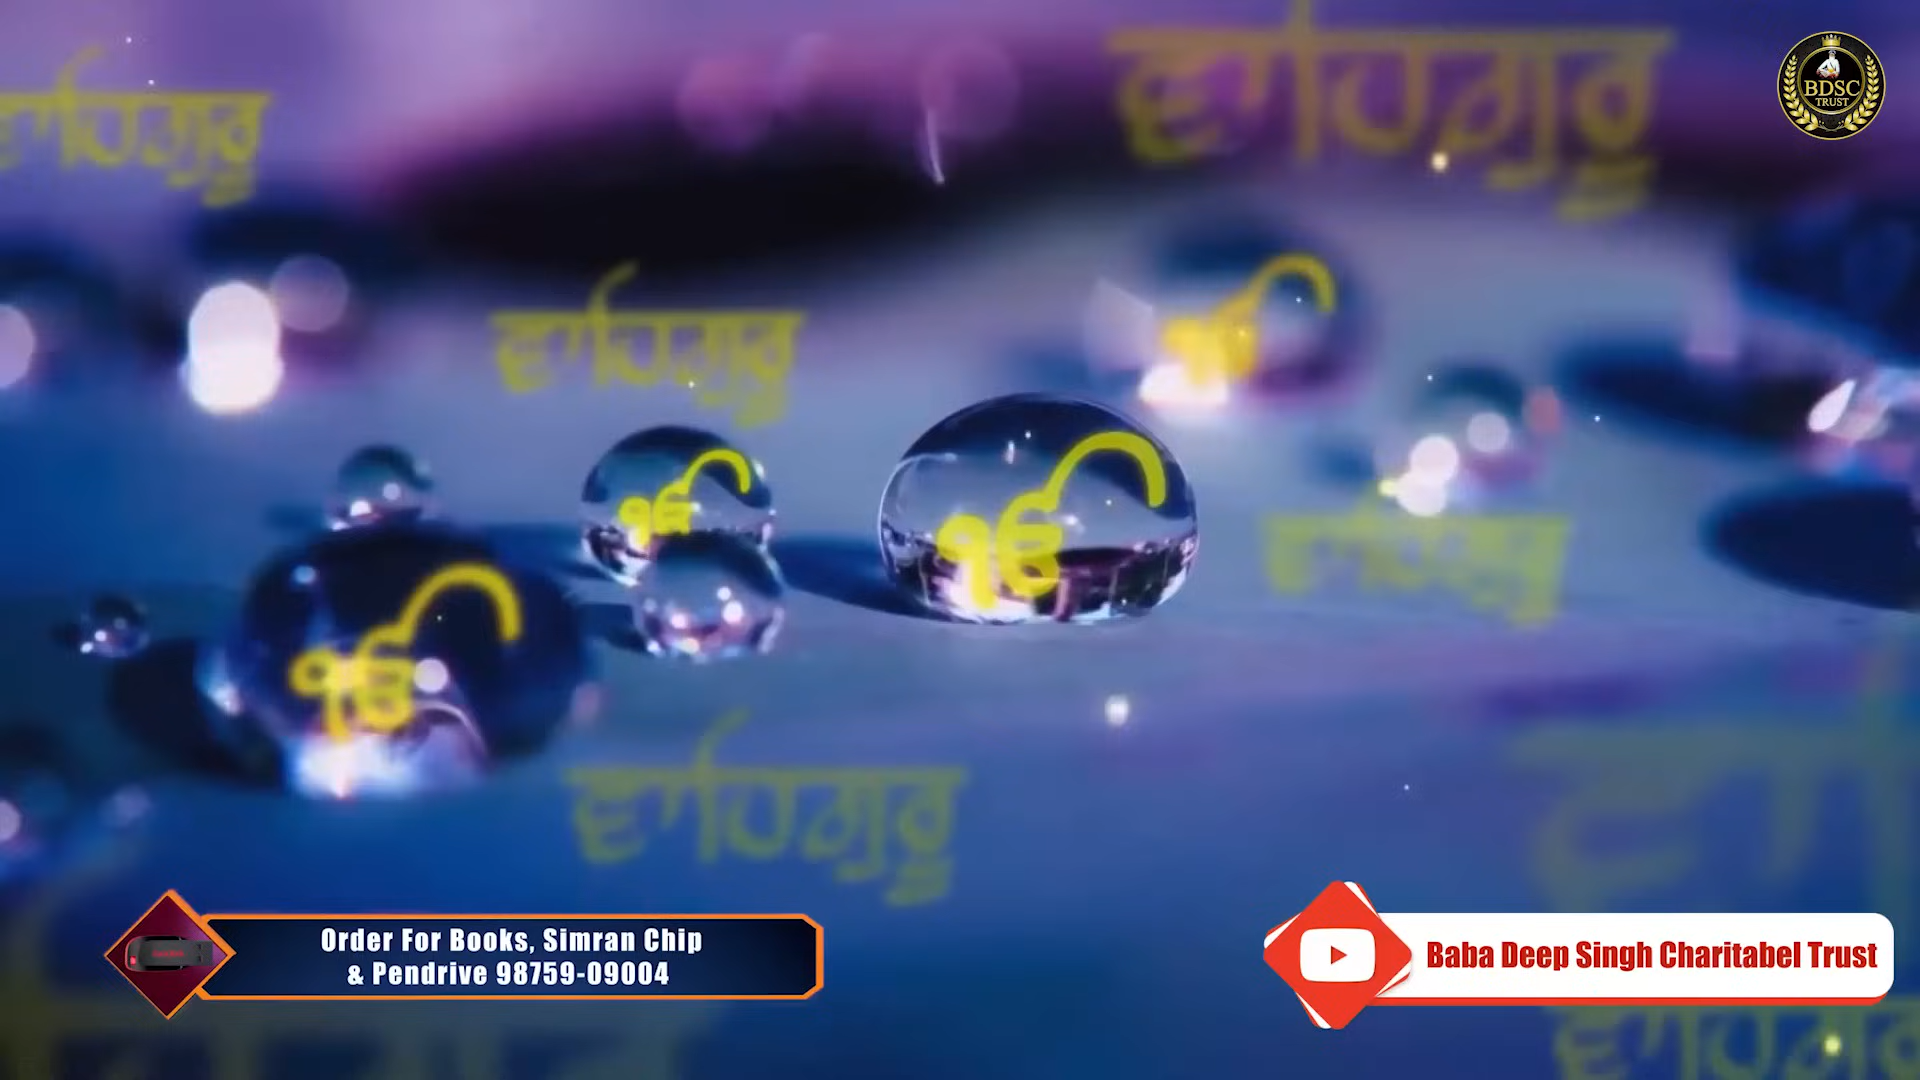 ਵਾਹਿਗੁਰੂ
ਵਾਹਿਗੁਰੂ
BDSC
TRUST
ਵਾਹਿਗੁਰੂ
ੴ
ੴ
ੴ
ਵਾਹਿਗੁਰੂ
ੴ
ਵਾਹਿਗੁਰੂ
Order For Books, Simran Chip
& Pendrive 98759-09004
Baba Deep Singh Charitabel Trust
ਵਾਹਿਗੁਰੂ